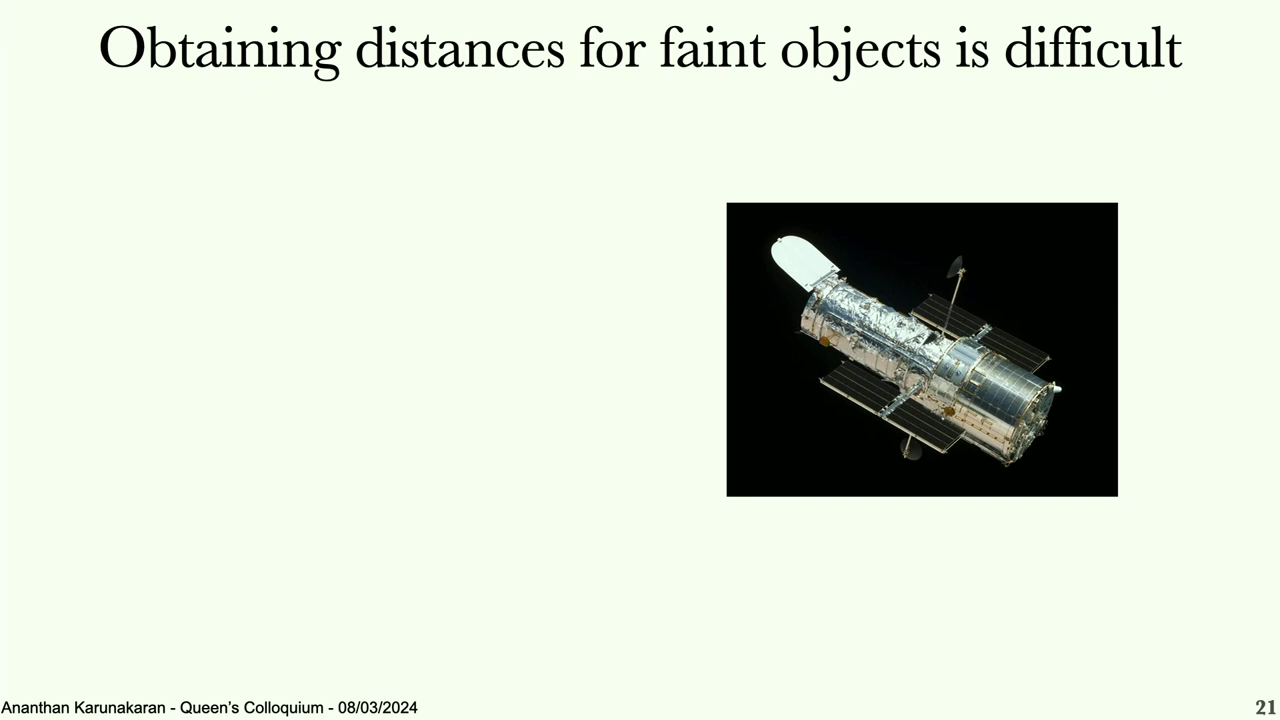 Obtaining distances for faint objects is difficult
Ananthan Karunakaran - Queen’s Colloquium - 08/03/2024
21